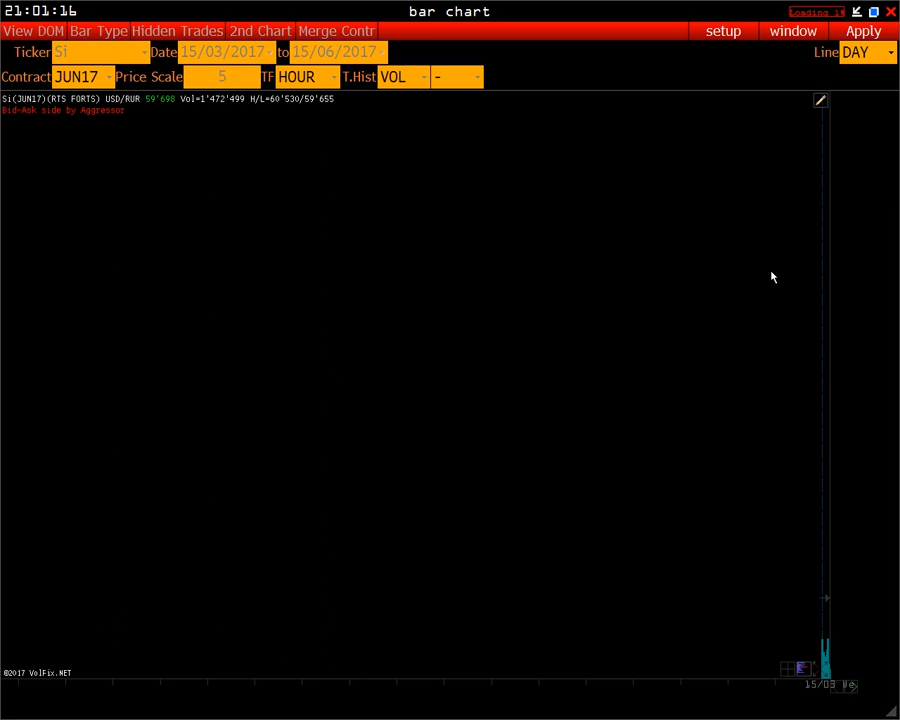 21:01:16 bar chart Loading 1%
View DOM Bar Type Hidden Trades 2nd Chart Merge Contr setup window Apply
Ticker Si Date 15/03/2017 to 15/06/2017 Line DAY
Contract JUN17 Price Scale 5 TF HOUR T.Hist VOL -
Si(JUN17)(RTS FORTS) USD/RUR 59'698 Vol=1'472'499 H/L=60'530/59'655
Bid-Ask side by Aggressor
©2017 VolFix.NET
15/03 We